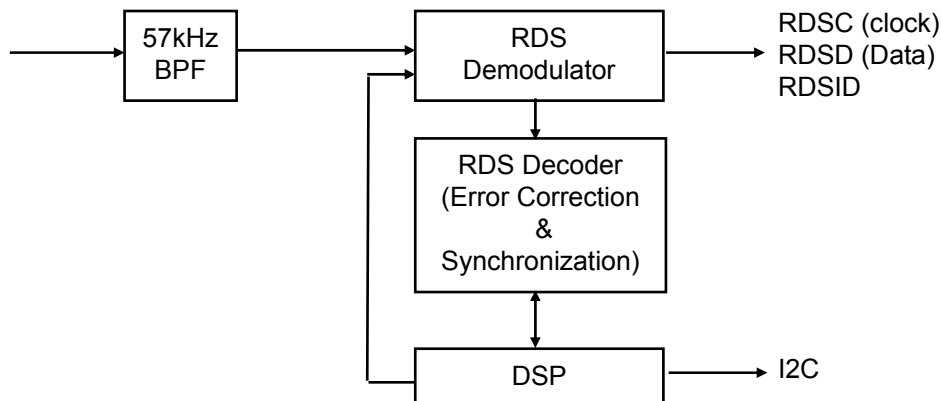 57kHz
BPF
RDS
Demodulator
RDSC (clock)
RDSD (Data)
RDSID
RDS Decoder
(Error Correction
&
Synchronization)
DSP
I2C